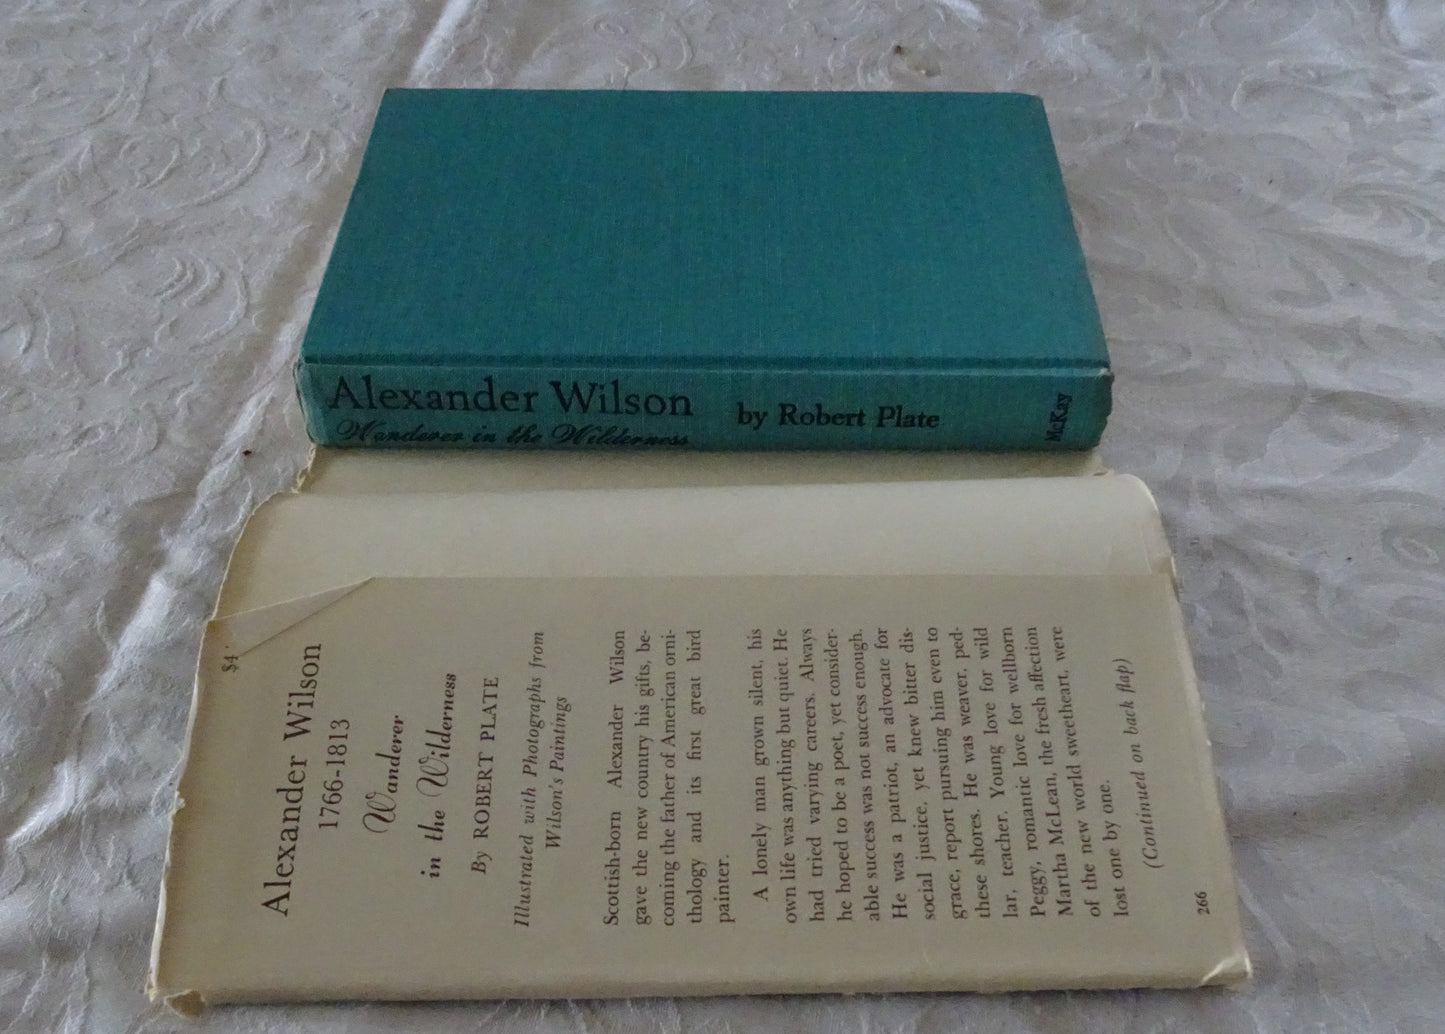 Alexander Wilson
Wanderer in the Wilderness
by Robert Plate
McKay
$4
Alexander Wilson
1766-1813
Wanderer
in the Wilderness
By ROBERT PLATE
Illustrated with Photographs from
Wilson's Paintings
Scottish-born Alexander Wilson
gave the new country his gifts, be-
coming the father of American orni-
thology and its first great bird
painter.
A lonely man grown silent, his
own life was anything but quiet. He
had tried varying careers. Always
he hoped to be a poet, yet consider-
able success was not success enough.
He was a patriot, an advocate for
social justice, yet knew bitter dis-
grace, report pursuing him even to
these shores. He was weaver, ped-
lar, teacher. Young love for wild
Peggy, romantic love for wellborn
Martha McLean, the fresh affection
of the new world sweetheart, were
lost one by one.
(Continued on back flap)
266